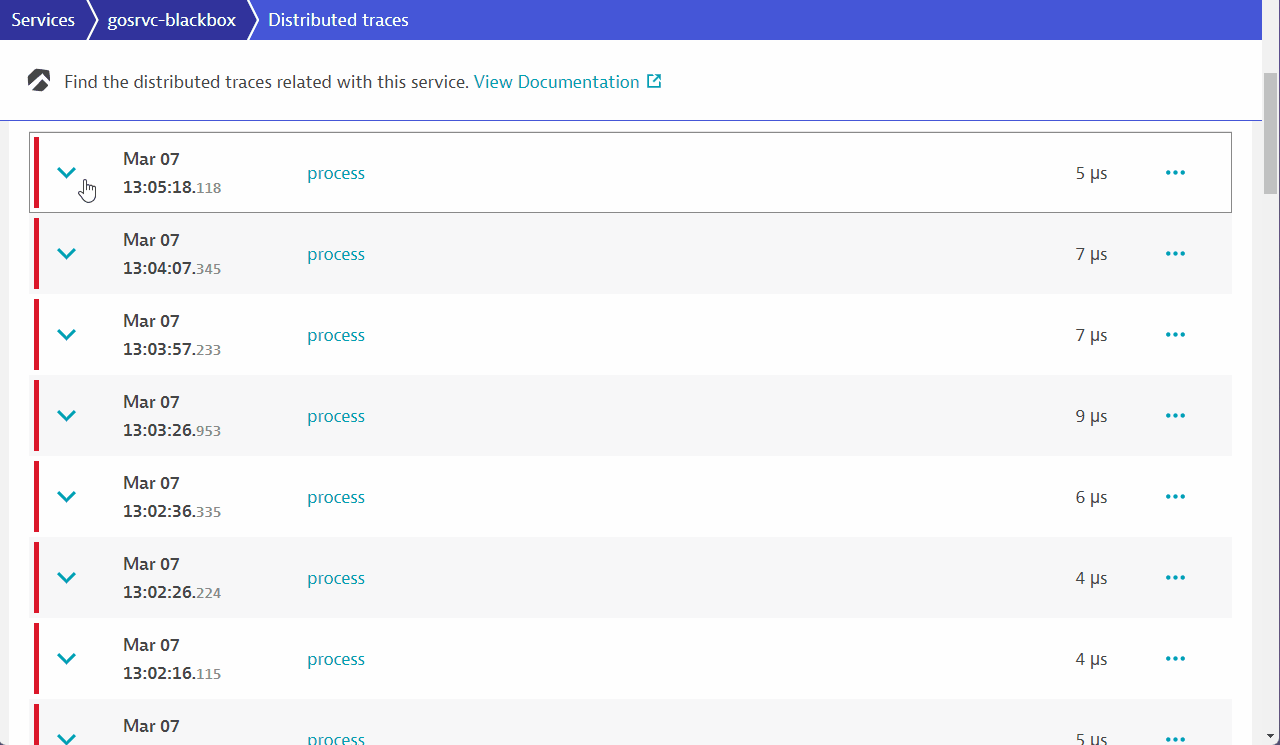 Services gosrvc-blackbox Distributed traces
Find the distributed traces related with this service. View Documentation
Mar 07
13:05:18.118 process 5 µs
Mar 07
13:04:07.345 process 7 µs
Mar 07
13:03:57.233 process 7 µs
Mar 07
13:03:26.953 process 9 µs
Mar 07
13:02:36.335 process 6 µs
Mar 07
13:02:26.224 process 4 µs
Mar 07
13:02:16.115 process 4 µs
Mar 07
process 5 µs